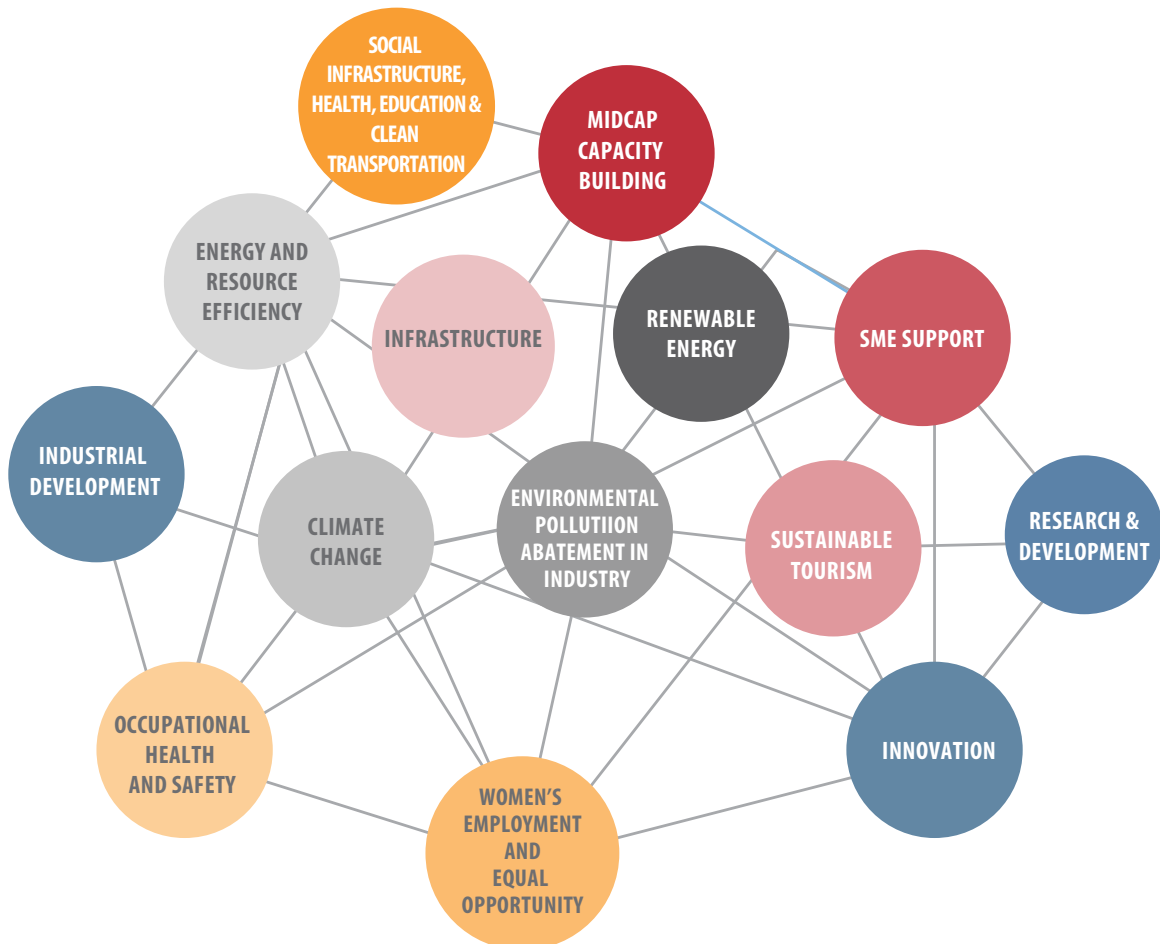 SOCIAL
INFRASTRUCTURE,
HEALTH, EDUCATION &
CLEAN
TRANSPORTATION
MIDCAP
CAPACITY
BUILDING
ENERGY AND
RESOURCE
EFFICIENCY
INFRASTRUCTURE
RENEWABLE
ENERGY
SME SUPPORT
INDUSTRIAL
DEVELOPMENT
CLIMATE
CHANGE
ENVIRONMENTAL
POLLUTIION
ABATEMENT IN
INDUSTRY
SUSTAINABLE
TOURISM
RESEARCH &
DEVELOPMENT
OCCUPATIONAL
HEALTH
AND SAFETY
WOMEN'S
EMPLOYMENT
AND
EQUAL
OPPORTUNITY
INNOVATION